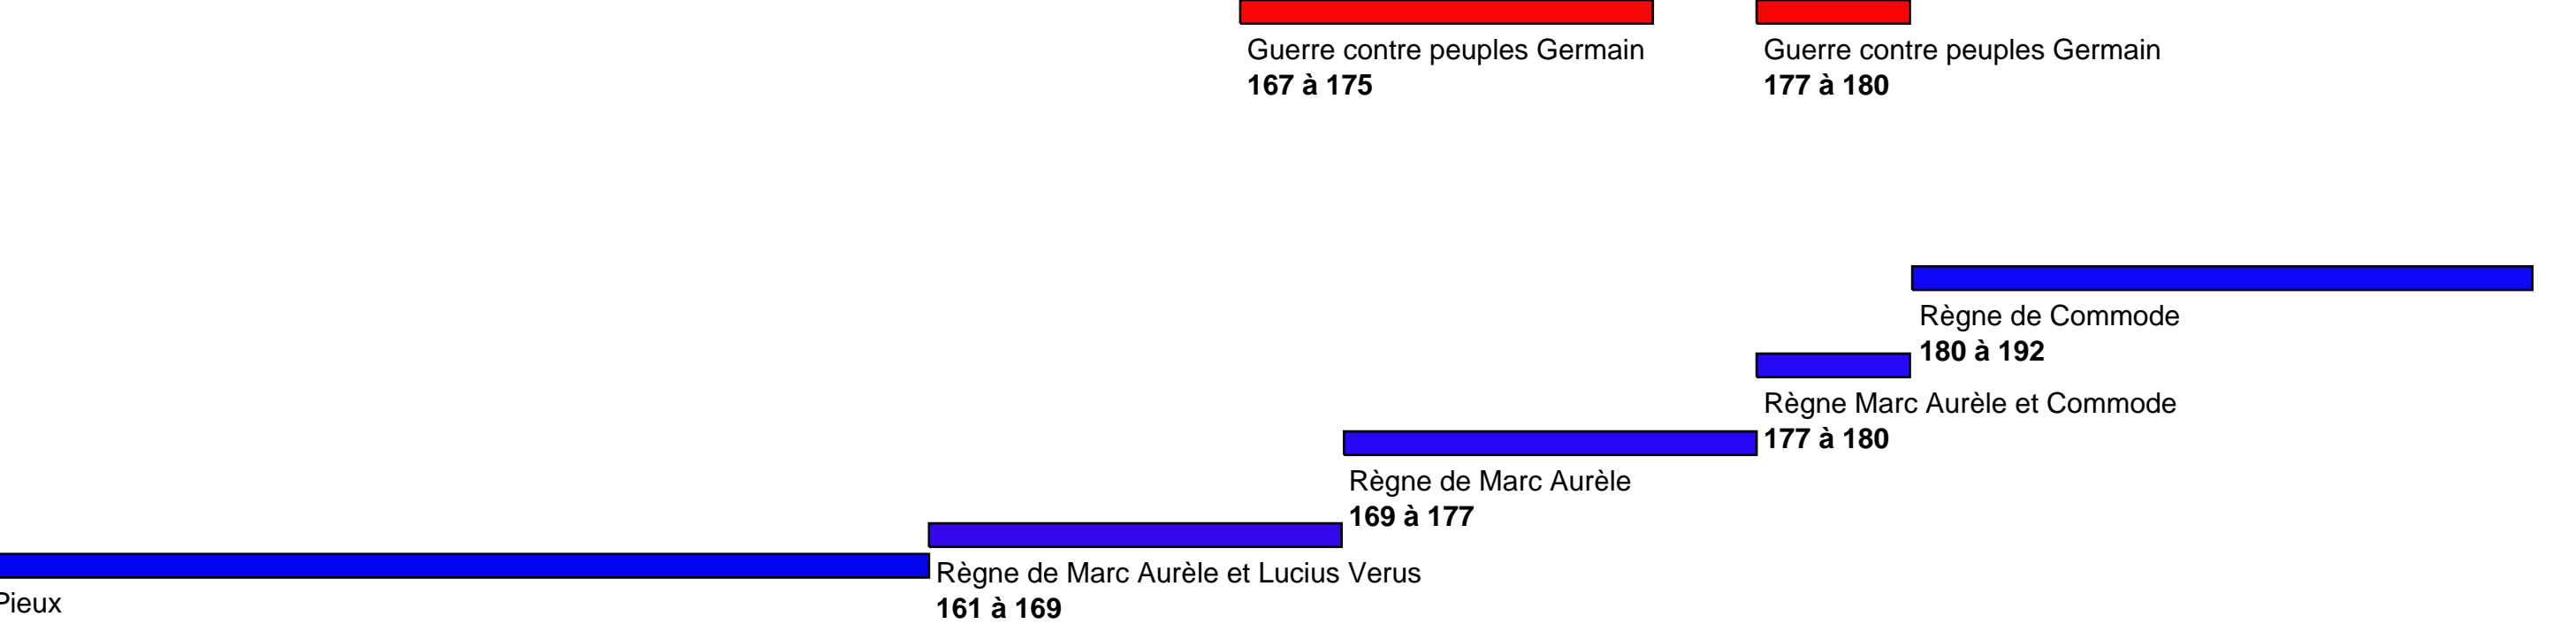 Guerre contre peuples Germain
167 à 175
Guerre contre peuples Germain
177 à 180
Règne de Commode
180 à 192
Règne Marc Aurèle et Commode
177 à 180
Règne de Marc Aurèle
169 à 177
Règne de Marc Aurèle et Lucius Verus
161 à 169
Pieux